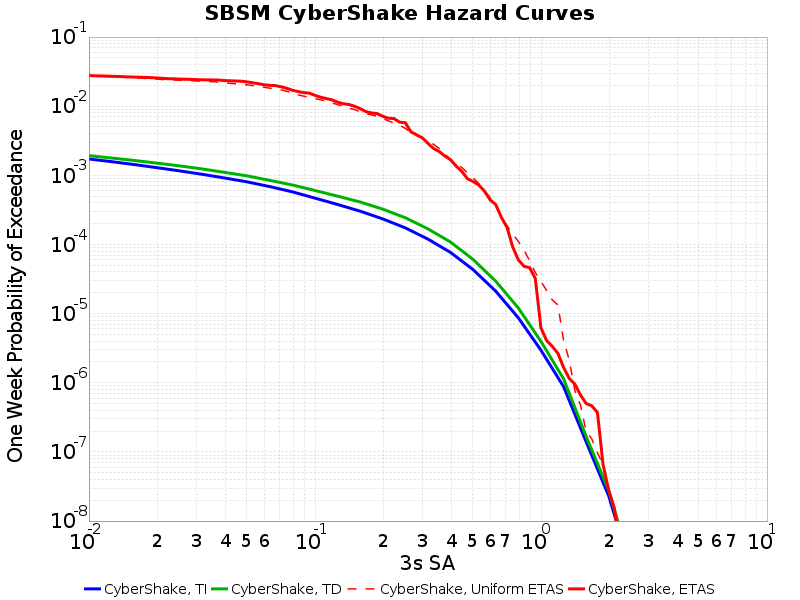 SBSM CyberShake Hazard Curves
One Week Probability of Exceedance
10-1
10-2
10-3
10-4
10-5
10-6
10-7
10-8
10-2 2 3 4 5 6 10-1 2 3 4 5 6 7 100 2 3 4 5 6 7 101
3s SA
CyberShake, TI CyberShake, TD CyberShake, Uniform ETAS CyberShake, ETAS